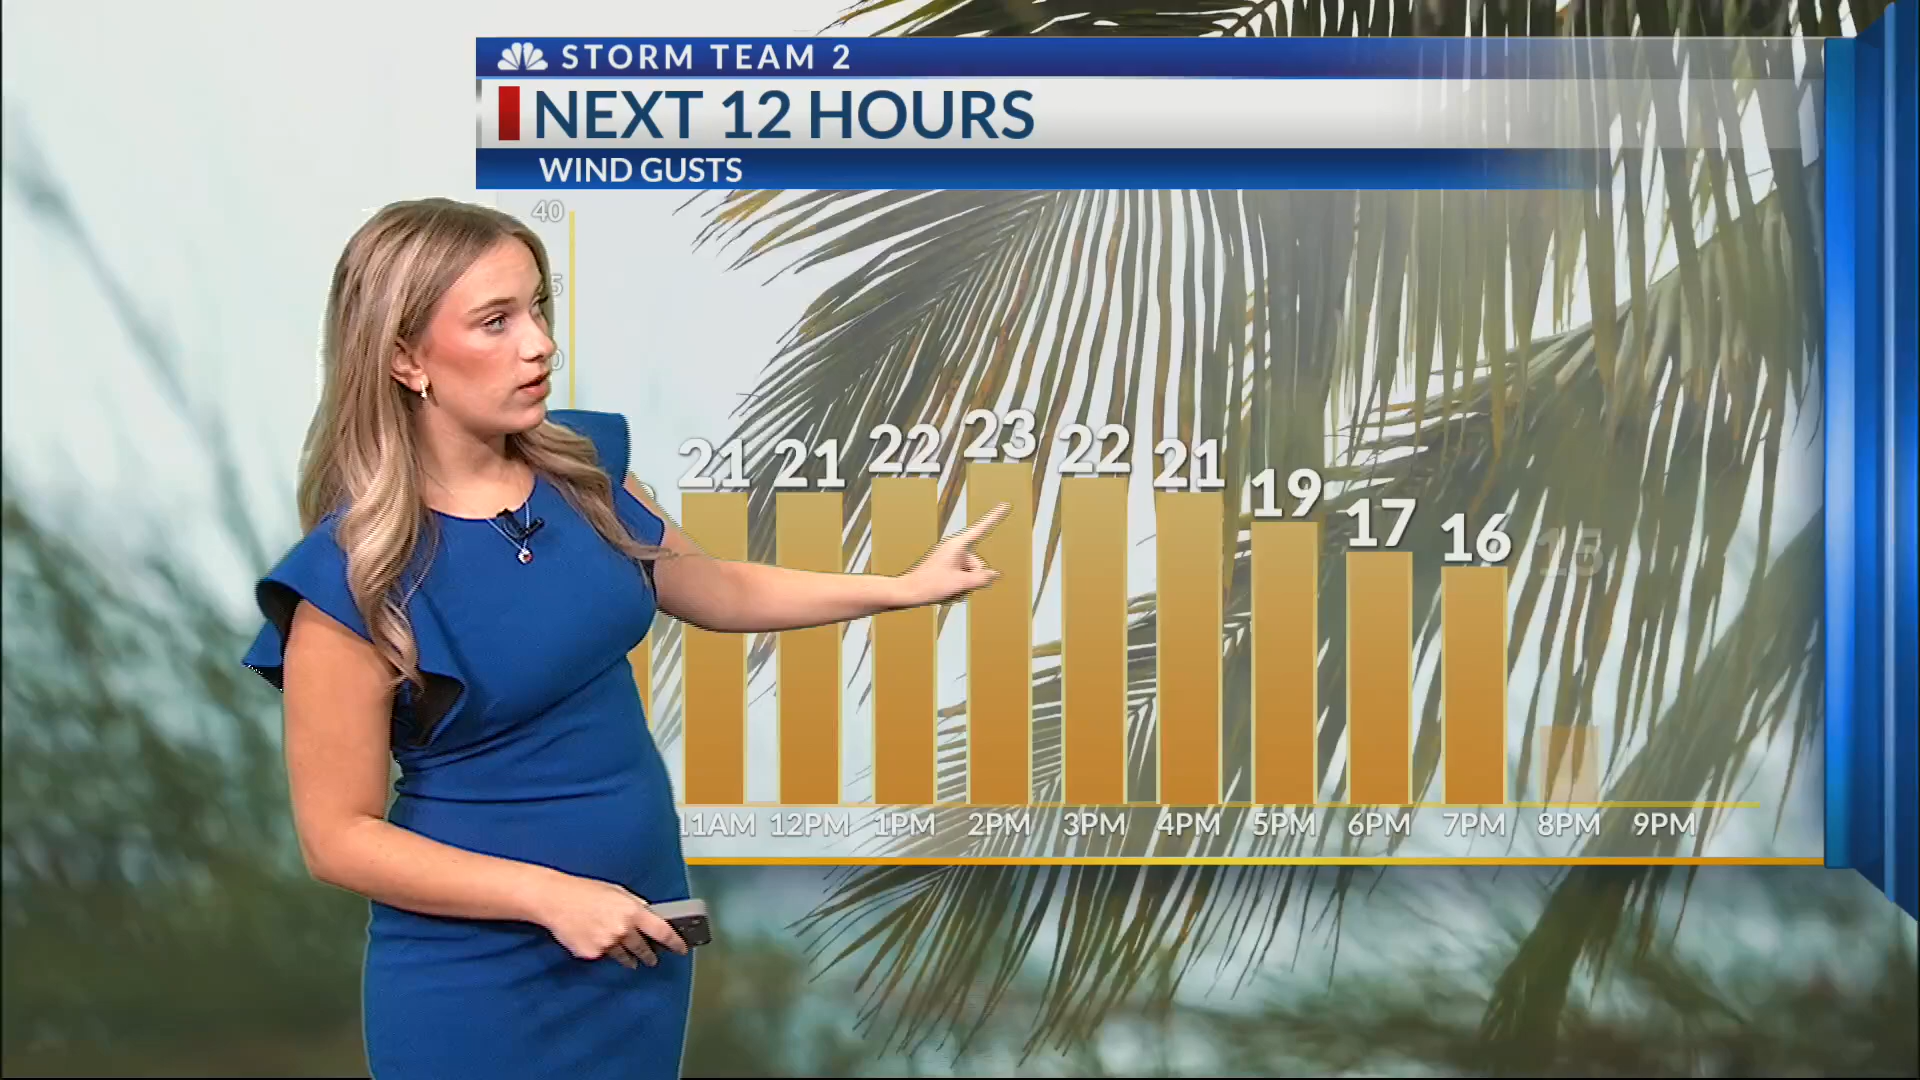 STORM TEAM 2
NEXT 12 HOURS
WIND GUSTS
40
21 21 22 23 22 21 19 17 16 15
11AM 12PM 1PM 2PM 3PM 4PM 5PM 6PM 7PM 8PM 9PM